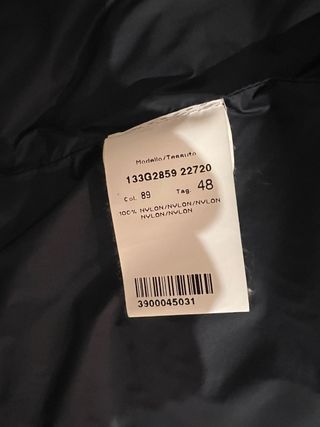 Modello/Tessuto
133G2859 22720
Col. 89 Tag. 48
100% NYLON/NYLON/NYLON
NYLON/NYLON
3900045031